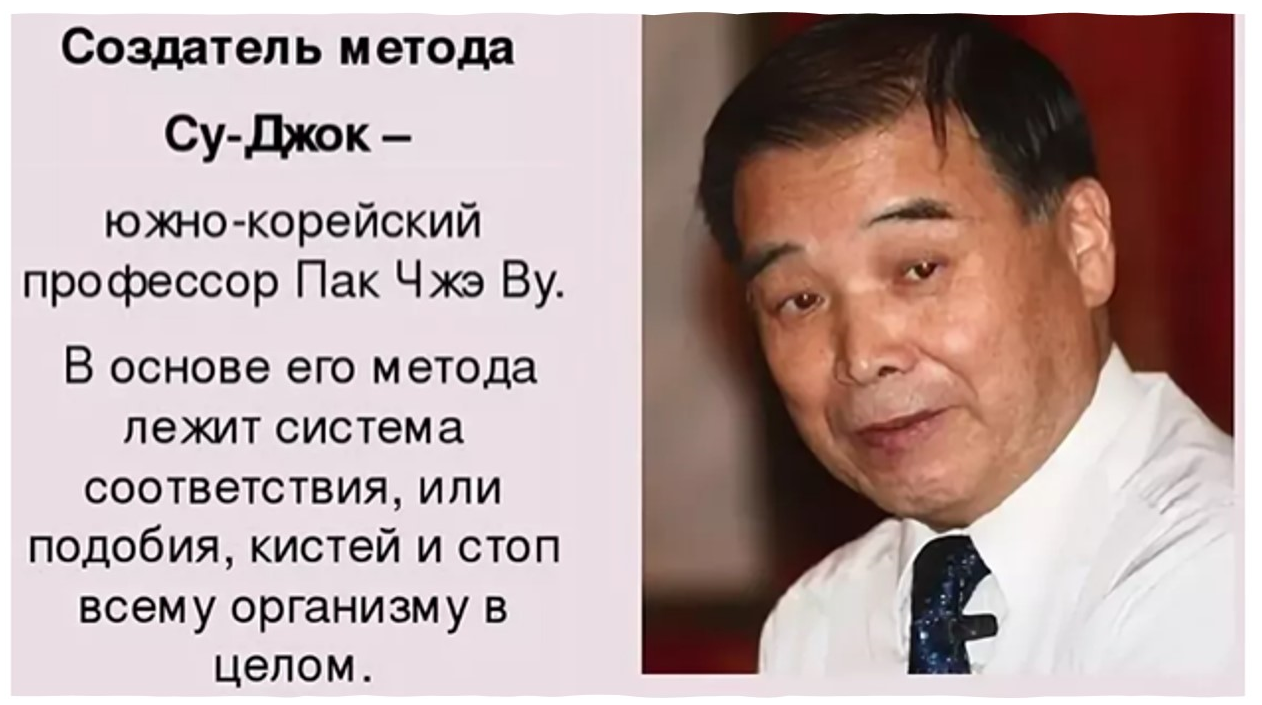 Создатель метода
Су-Джок –
южно-корейский
профессор Пак Чжэ Ву.
В основе его метода
лежит система
соответствия, или
подобия, кистей и стоп
всему организму в
целом.